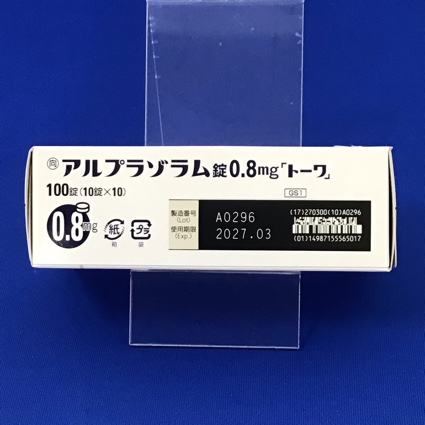 向 アルプラゾラム錠0.8mg「トーワ」
100錠(10錠×10)
GS1
(17)270300(10)A0296
製造番号
(Lot)
A0296
使用期限
(Exp.)
2027.03
(01)14987155565017
0.8mg
紙
箱
プラ
袋